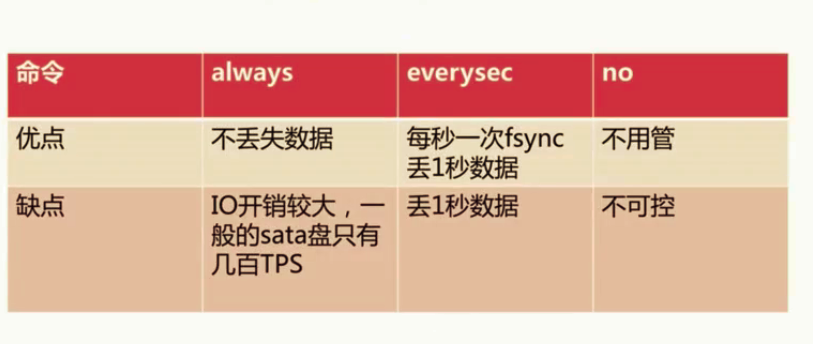 命令 always everysec no
优点 不丢失数据 每秒一次fsync 不用管
丢1秒数据
缺点 IO开销较大，一 丢1秒数据 不可控
般的sata盘只有
几百TPS